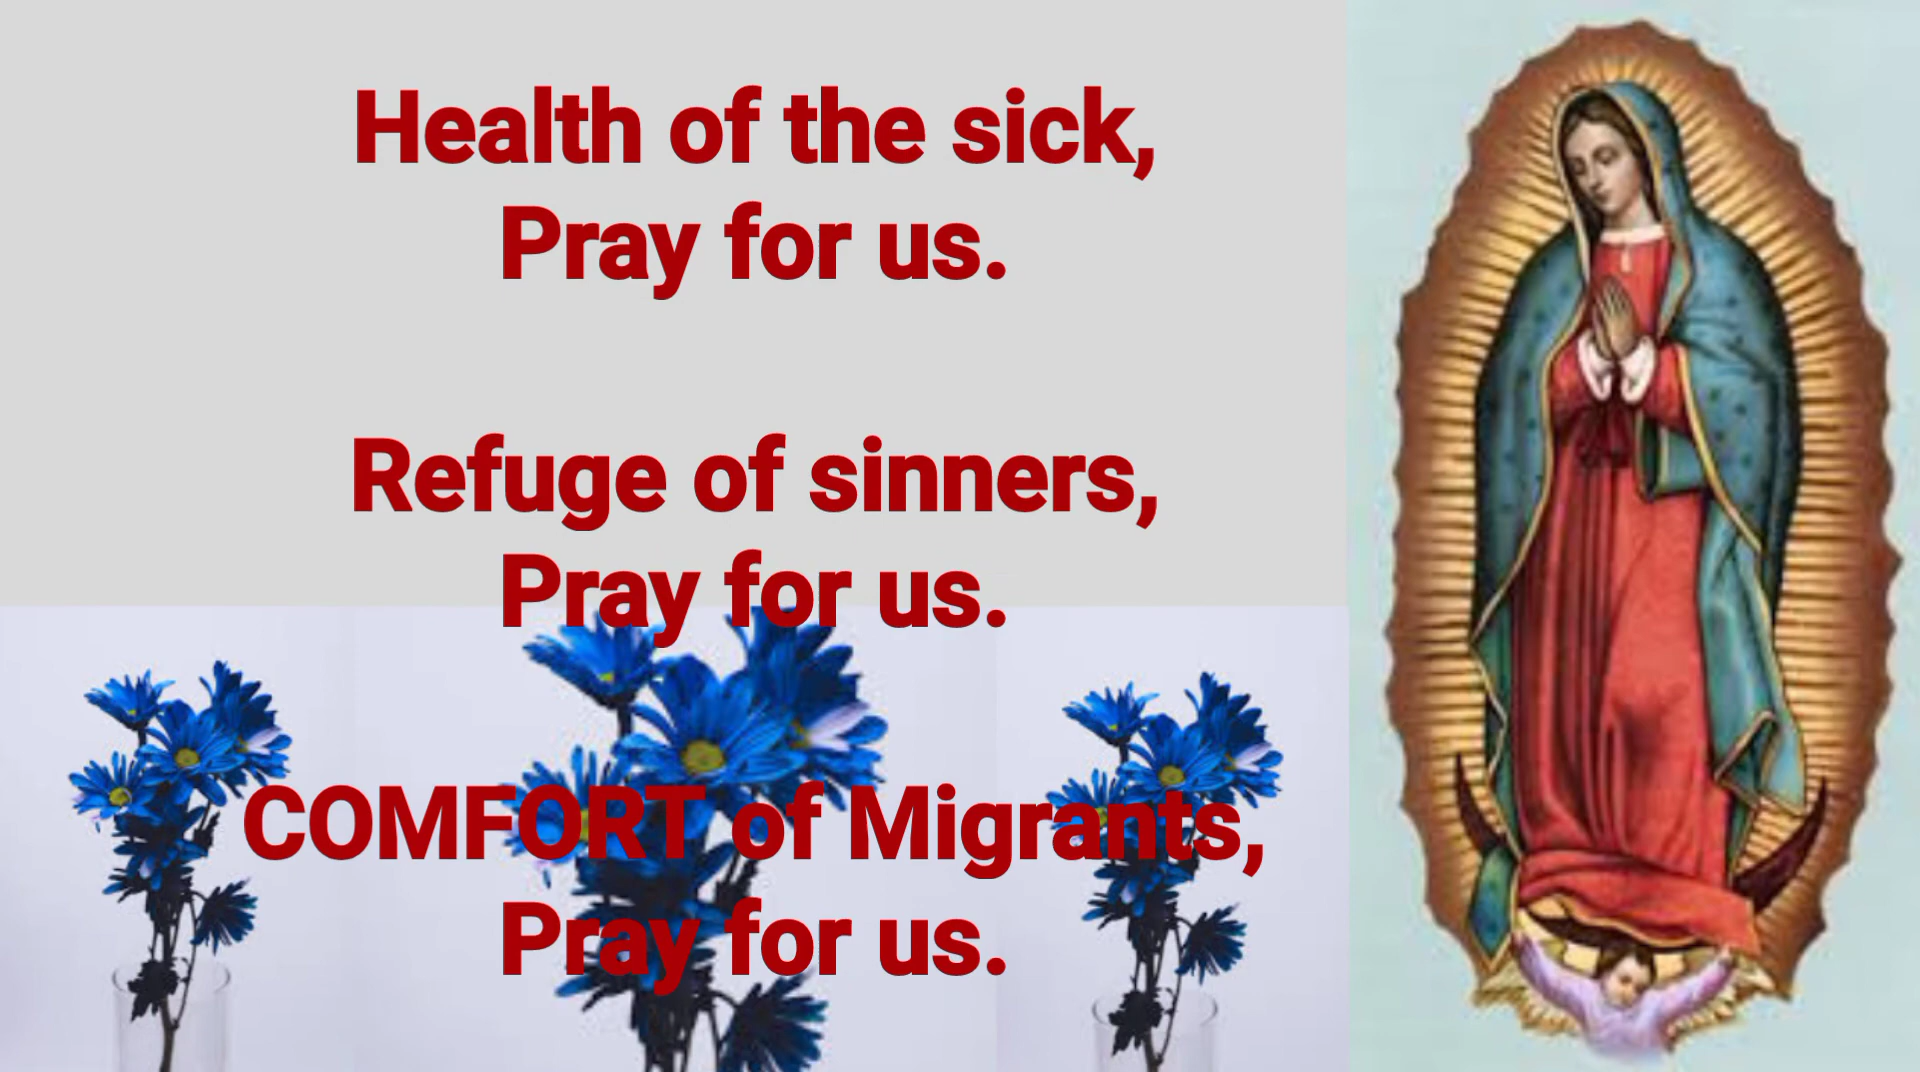 Health of the sick,
Pray for us.
Refuge of sinners,
Pray for us.
COMFORT of Migrants,
Pray for us.